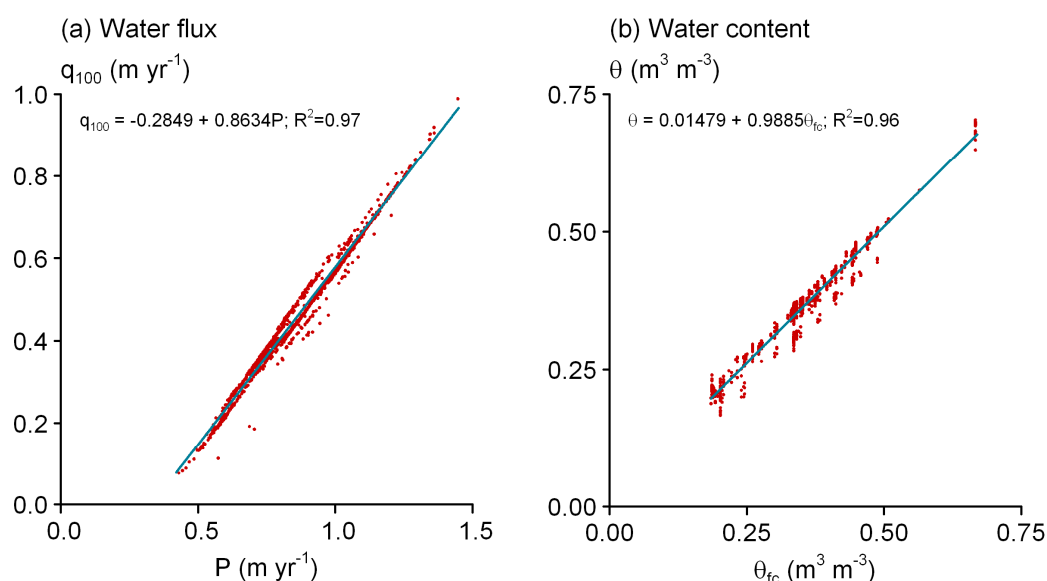 (a) Water flux
q₁₀₀ (m yr⁻¹)
1.0
q₁₀₀ = -0.2849 + 0.8634P; R²=0.97
0.8
0.6
0.4
0.2
0.0
0.0 0.5 1.0 1.5
P (m yr⁻¹)
(b) Water content
θ (m³ m⁻³)
0.75
θ = 0.01479 + 0.9885θfc; R²=0.96
0.50
0.25
0.00
0.00 0.25 0.50 0.75
θfc (m³ m⁻³)